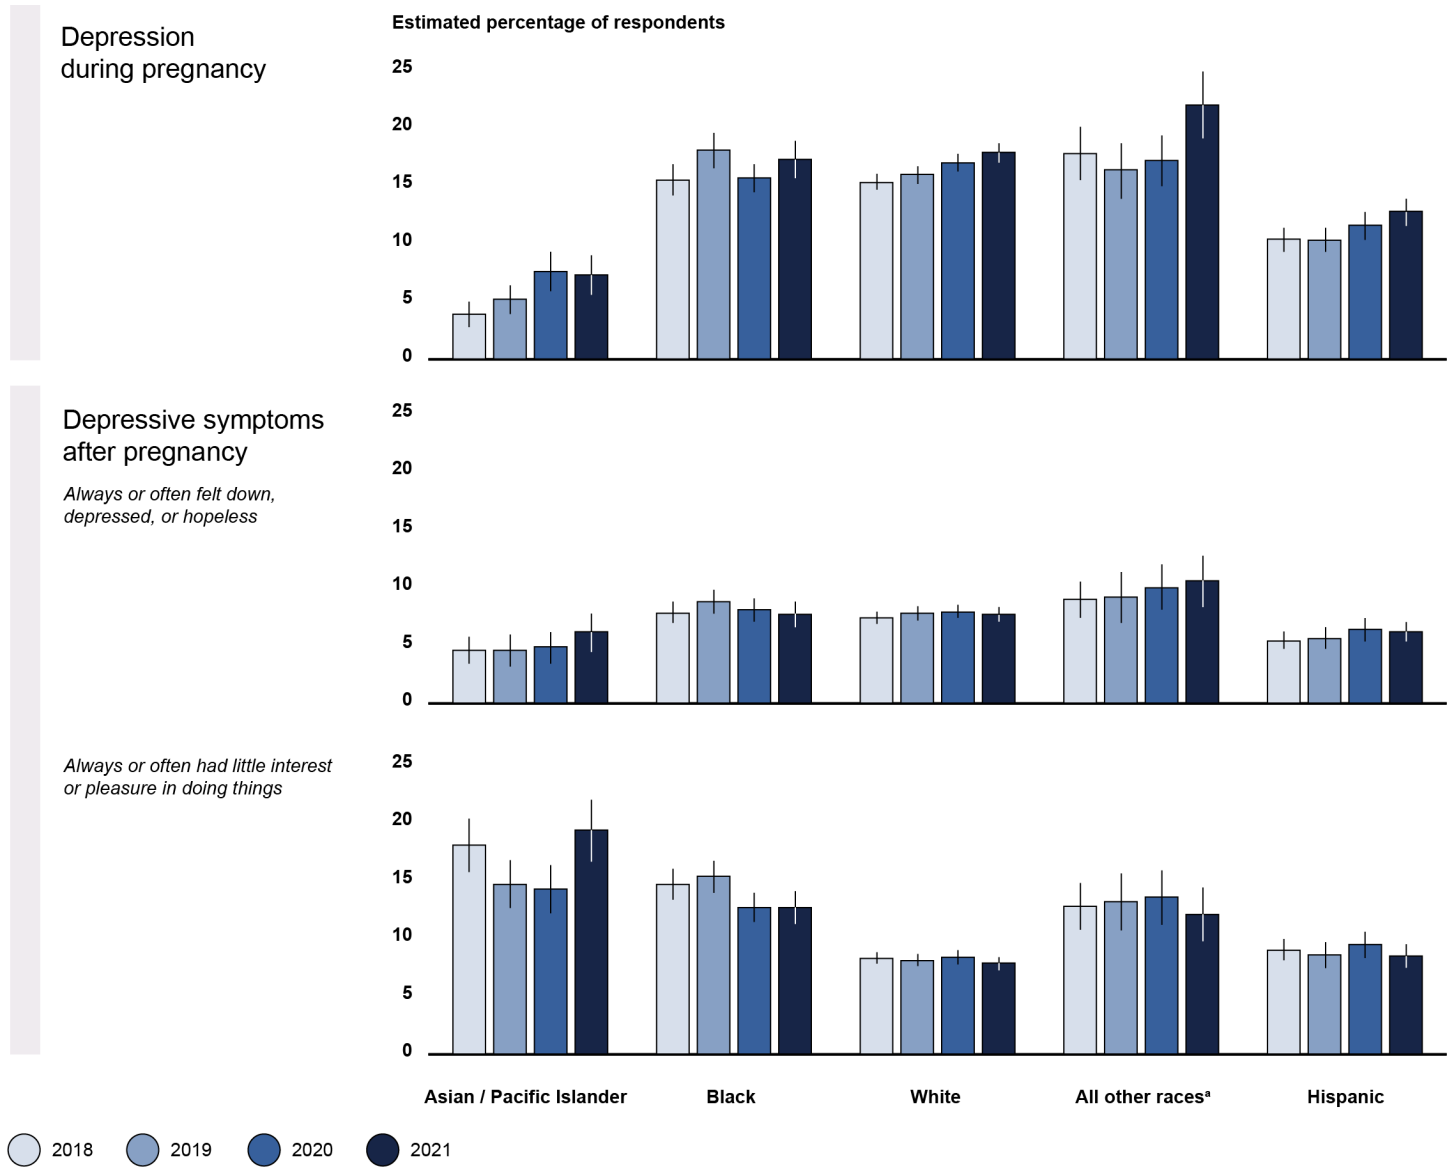 Depression
during pregnancy
Estimated percentage of respondents
25
20
15
10
5
0
Depressive symptoms
after pregnancy
Always or often felt down,
depressed, or hopeless
25
20
15
10
5
0
Always or often had little interest
or pleasure in doing things
25
20
15
10
5
0
Asian / Pacific Islander Black White All other racesª Hispanic
2018 2019 2020 2021